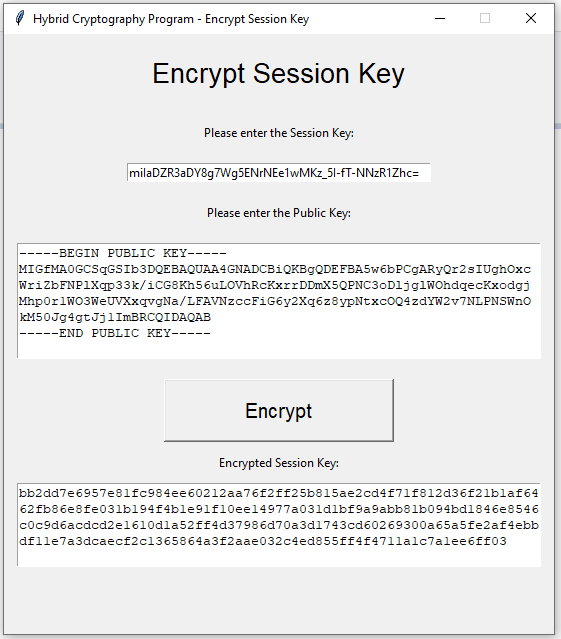 Hybrid Cryptography Program - Encrypt Session Key
Encrypt Session Key
Please enter the Session Key:
milaDZR3aDY8g7Wg5ENrNEe1wMKz_5l-fT-NNzR1Zhc=
Please enter the Public Key:
-----BEGIN PUBLIC KEY-----
MIGfMA0GCSqGSIb3DQEBAQUAA4GNADCBiQKBgQDEFBA5w6bPCgARyQr2sIUghOxc
WriZbFNPlXqp33k/iCG8Kh56uLOVhRcKxrrDDmX5QPNC3oDljglWOhdqecKxodgj
Mhp0rlWO3WeUVXxqvgNa/LFAVNzccFiG6y2Xq6z8ypNtxcOQ4zdYW2v7NLPNSWnO
kM50Jg4gtJj1ImBRCQIDAQAB
-----END PUBLIC KEY-----
Encrypt
Encrypted Session Key:
bb2dd7e6957e81fc984ee60212aa76f2ff25b815ae2cd4f71f812d36f21b1af64
62fb86e8fe031b194f4b1e91f10ee14977a031d1bf9a9abb81b094bd1846e8546
c0c9d6acdcd2e1610d1a52ff4d37986d70a3d1743cd60269300a65a5fe2af4ebb
df11e7a3dcaecf2c1365864a3f2aae032c4ed855ff4f4711a1c7a1ee6ff03